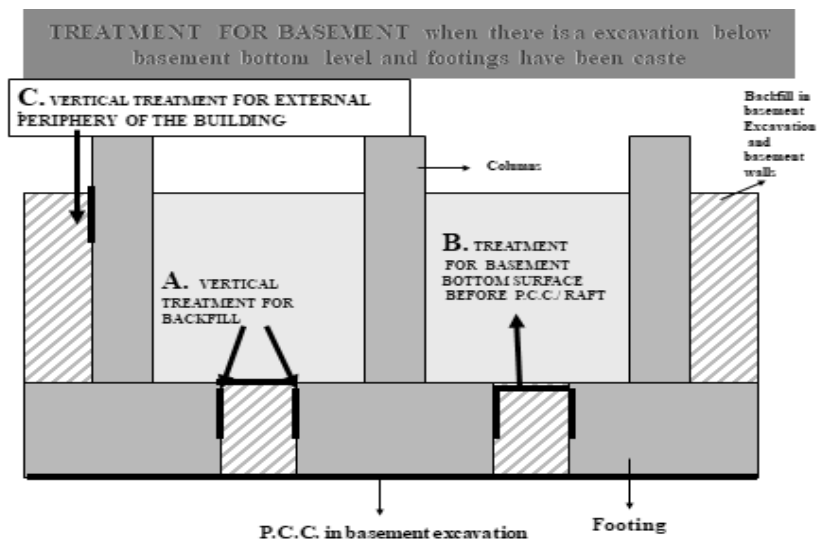 TREATMENT FOR BASEMENT when there is a excavation below
basement bottom level and footings have been caste
C. VERTICAL TREATMENT FOR EXTERNAL
PERIPHERY OF THE BUILDING
Backfill in
basement
Excavation
and
basement
walls
Columns
A. VERTICAL
TREATMENT FOR
BACKFILL
B. TREATMENT
FOR BASEMENT
BOTTOM SURFACE
BEFORE P.C.C./ RAFT
P.C.C. in basement excavation
Footing